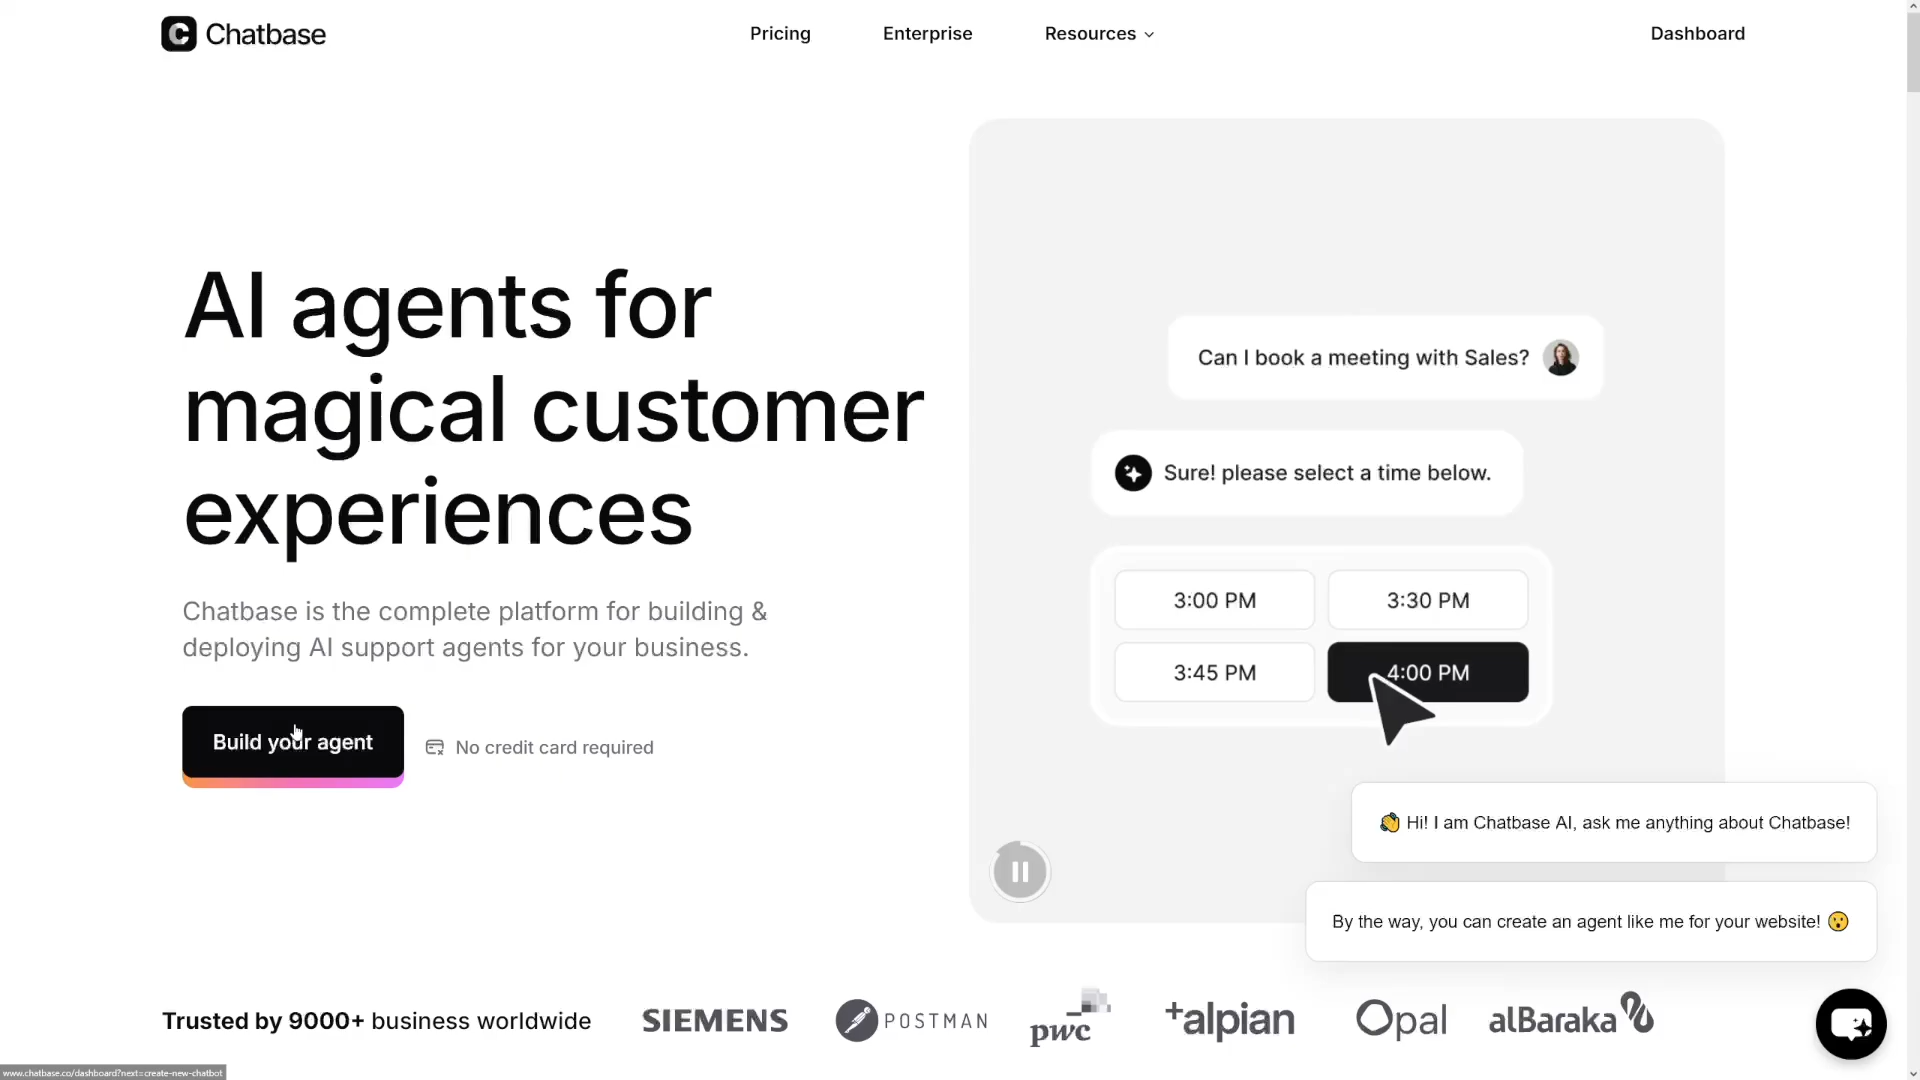 Chatbase
Pricing
Enterprise
Resources
Dashboard
AI agents for
magical customer
experiences
Chatbase is the complete platform for building &
deploying AI support agents for your business.
Build your agent
No credit card required
Can I book a meeting with Sales?
Sure! please select a time below.
3:00 PM
3:30 PM
3:45 PM
4:00 PM
👋 Hi! I am Chatbase AI, ask me anything about Chatbase!
By the way, you can create an agent like me for your website! 😮
Trusted by 9000+ business worldwide
SIEMENS
POSTMAN
pwc
+alpian
Opal
alBaraka
www.chatbase.co/dashboard?next=create-new-chatbot